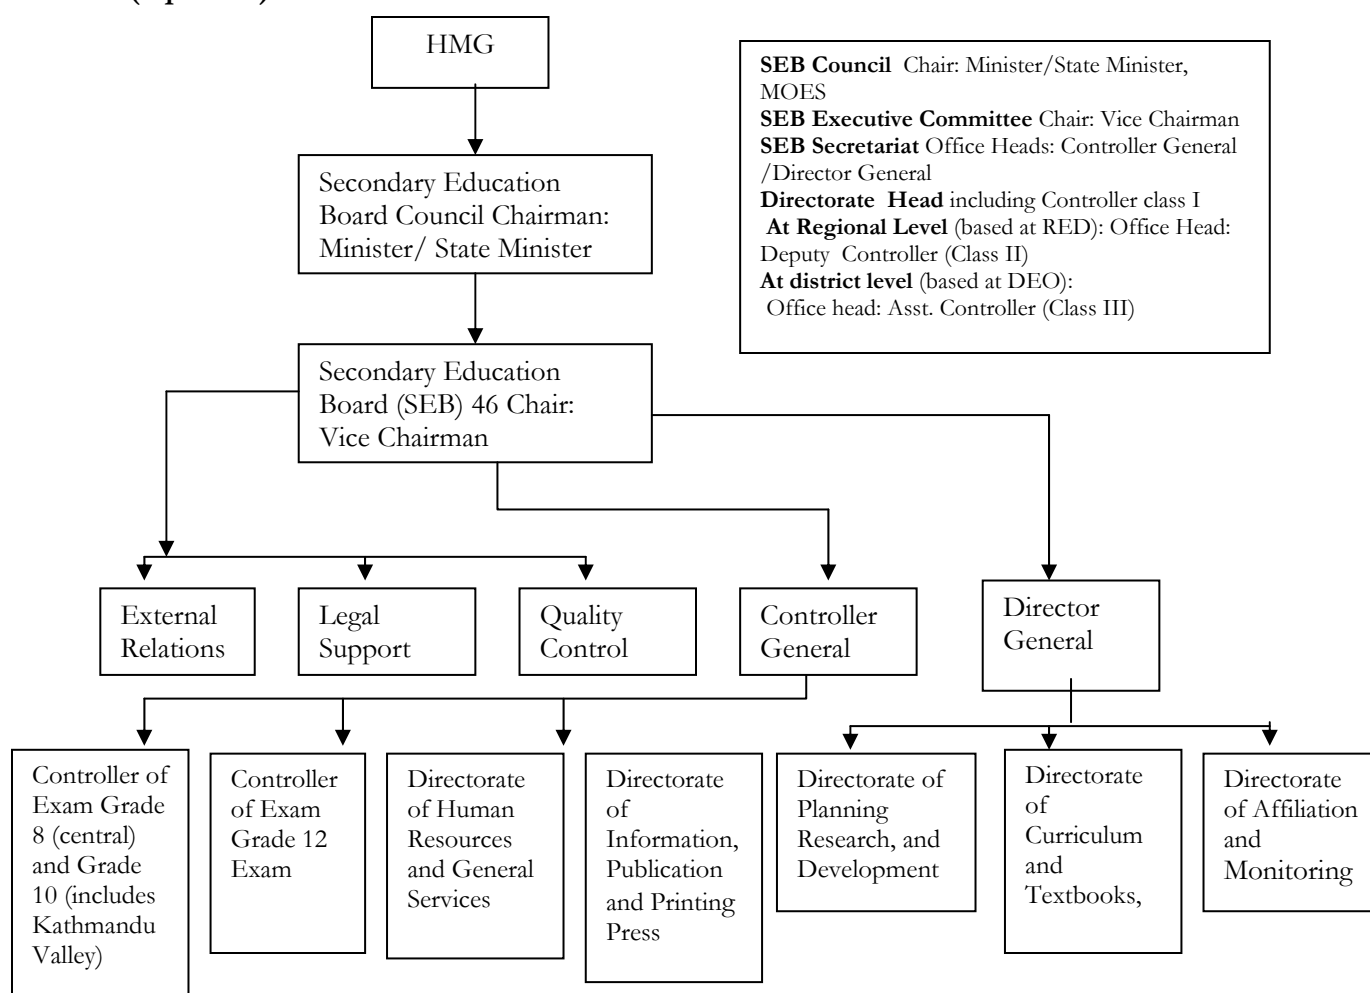 HMG
SEB Council Chair: Minister/State Minister,
MOES
SEB Executive Committee Chair: Vice Chairman
SEB Secretariat Office Heads: Controller General
/Director General
Directorate Head including Controller class I
At Regional Level (based at RED): Office Head:
Deputy Controller (Class II)
At district level (based at DEO):
Office head: Asst. Controller (Class III)
Secondary Education
Board Council Chairman:
Minister/ State Minister
Secondary Education
Board (SEB) 46 Chair:
Vice Chairman
External
Relations
Legal
Support
Quality
Control
Controller
General
Director
General
Controller of
Exam Grade
8 (central)
and Grade
10 (includes
Kathmandu
Valley)
Controller
of Exam
Grade 12
Exam
Directorate
of Human
Resources
and General
Services
Directorate
of
Information,
Publication
and Printing
Press
Directorate of
Planning
Research, and
Development
Directorate
of
Curriculum
and
Textbooks,
Directorate
of Affiliation
and
Monitoring